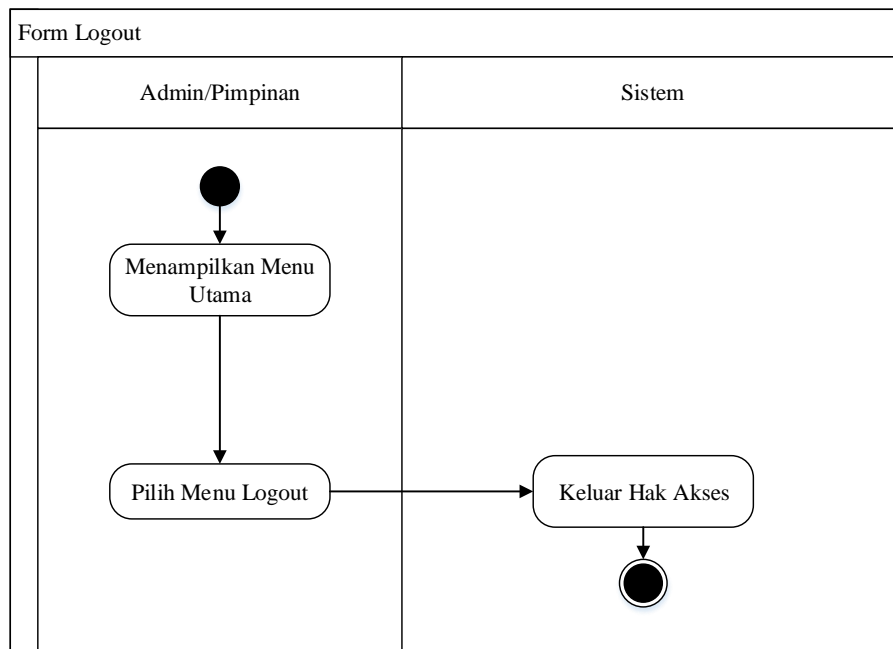 Form Logout
Admin/Pimpinan
Sistem
Menampilkan Menu
Utama
Pilih Menu Logout
Keluar Hak Akses